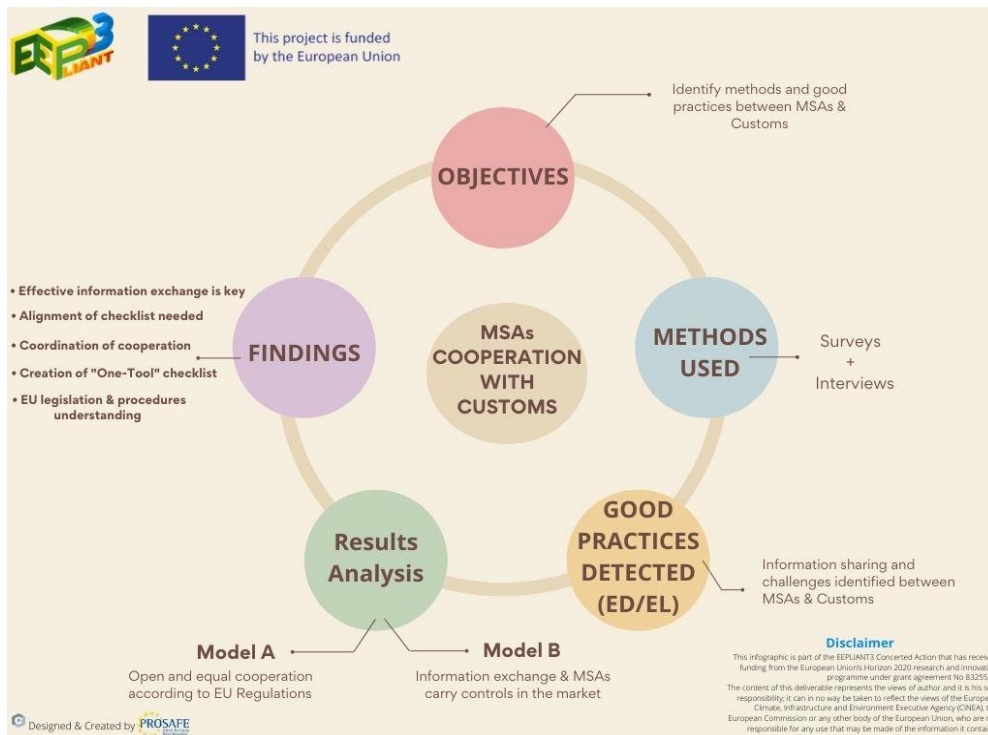 EEP3
LIANT
This project is funded
by the European Union
Identify methods and good
practices between MSAs &
Customs
OBJECTIVES
METHODS
USED
Surveys
+
Interviews
GOOD
PRACTICES
DETECTED
(ED/EL)
Information sharing and
challenges identified between
MSAs & Customs
Results
Analysis
Model A
Open and equal cooperation
according to EU Regulations
Model B
Information exchange & MSAs
carry controls in the market
FINDINGS
• Effective information exchange is key
• Alignment of checklist needed
• Coordination of cooperation
• Creation of "One-Tool" checklist
• EU legislation & procedures
understanding
MSAs
COOPERATION
WITH
CUSTOMS
Disclaimer
This infographic is part of the EEPLIANT3 Concerted Action that has
funding from the European Union's Horizon 2020 research and
programme under grant agreement No
The content of this deliverable represents the views of author and it is his
responsibility; it can in no way be taken to reflect the views of the
Climate, Infrastructure and Environment Executive Agency (CINEA),
European Commission or any other body of the European Union, who are
responsible for any use that may be made of the information it
Designed & Created by PROSAFE